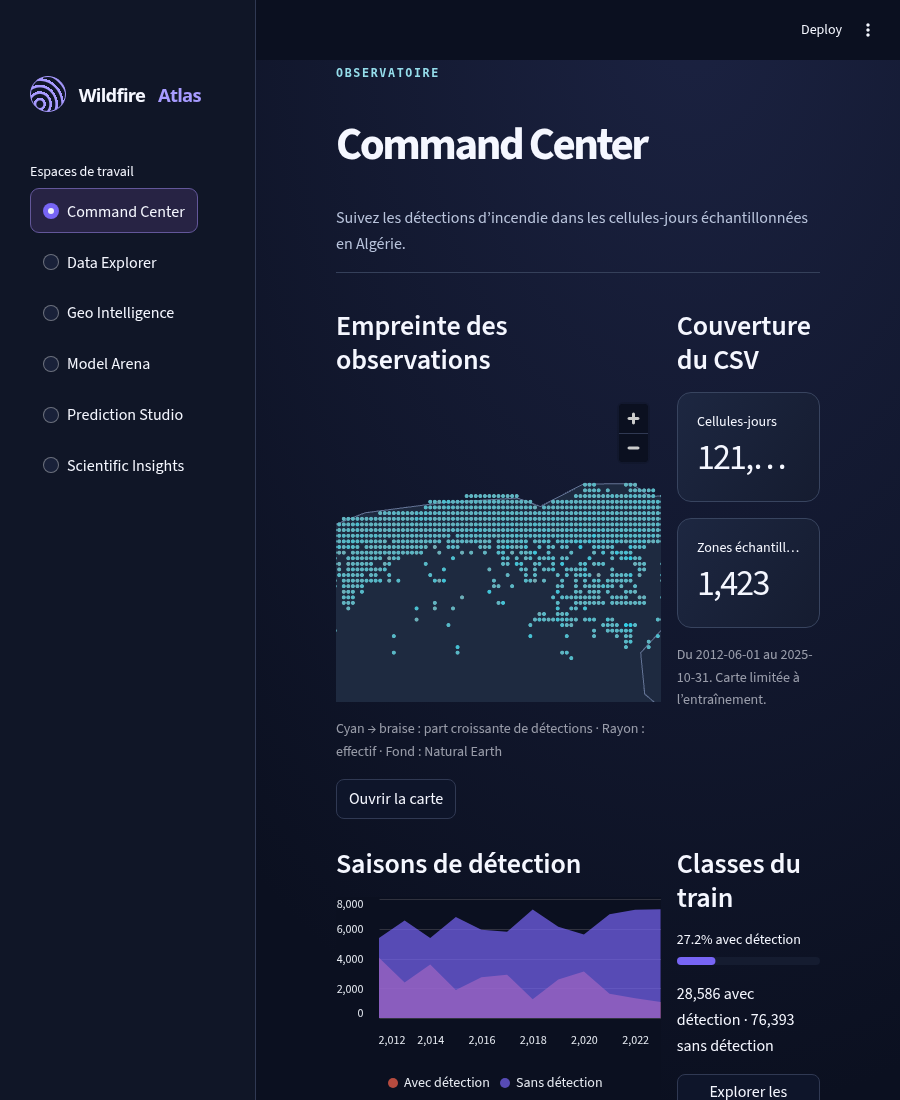 Deploy
Wildfire Atlas
Espaces de travail
Command Center
Data Explorer
Geo Intelligence
Model Arena
Prediction Studio
Scientific Insights
OBSERVATOIRE
Command Center
Suivez les détections d’incendie dans les cellules-jours échantillonnées
en Algérie.
Empreinte des
observations
Cyan → braise : part croissante de détections · Rayon :
effectif · Fond : Natural Earth
Ouvrir la carte
Couverture
du CSV
Cellules-jours
121,…
Zones échantill…
1,423
Du 2012-06-01 au 2025-
10-31. Carte limitée à
l’entraînement.
Saisons de détection
8,000
6,000
4,000
2,000
0
2,012 2,014 2,016 2,018 2,020 2,022
Avec détection Sans détection
Classes du
train
27.2% avec détection
28,586 avec
détection · 76,393
sans détection
Explorer les